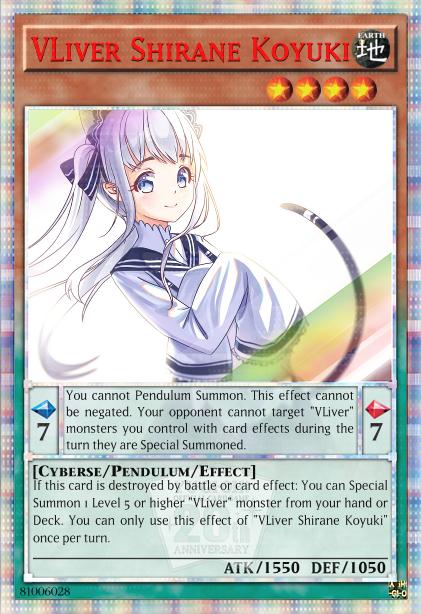 VLiver Shirane Koyuki
EARTH
地
You cannot Pendulum Summon. This effect cannot
be negated. Your opponent cannot target "VLiver"
monsters you control with card effects during the
turn they are Special Summoned.
7
7
[Cyberse/Pendulum/Effect]
If this card is destroyed by battle or card effect: You can Special
Summon 1 Level 5 or higher "VLiver" monster from your hand or
Deck. You can only use this effect of "VLiver Shirane Koyuki"
once per turn.
20th
ANNIVERSARY
ATK/1550 DEF/1050
81006028